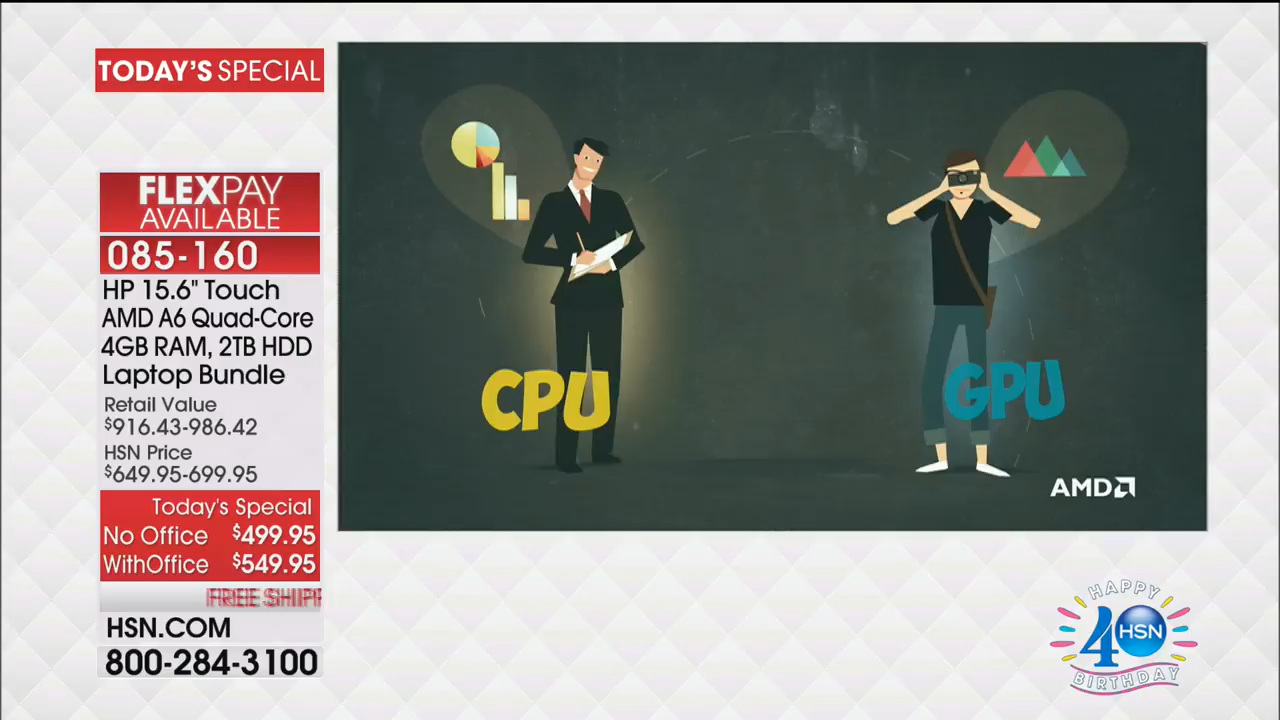 TODAY'S SPECIAL
FLEXPAY
AVAILABLE
085-160
HP 15.6" Touch
AMD A6 Quad-Core
4GB RAM, 2TB HDD
Laptop Bundle
Retail Value
$916.43-986.42
HSN Price
$649.95-699.95
Today's Special
No Office $499.95
WithOffice $549.95
FREE SHIPP
HSN.COM
800-284-3100
CPU
GPU
AMD
HAPPY
40
HSN
BIRTHDAY